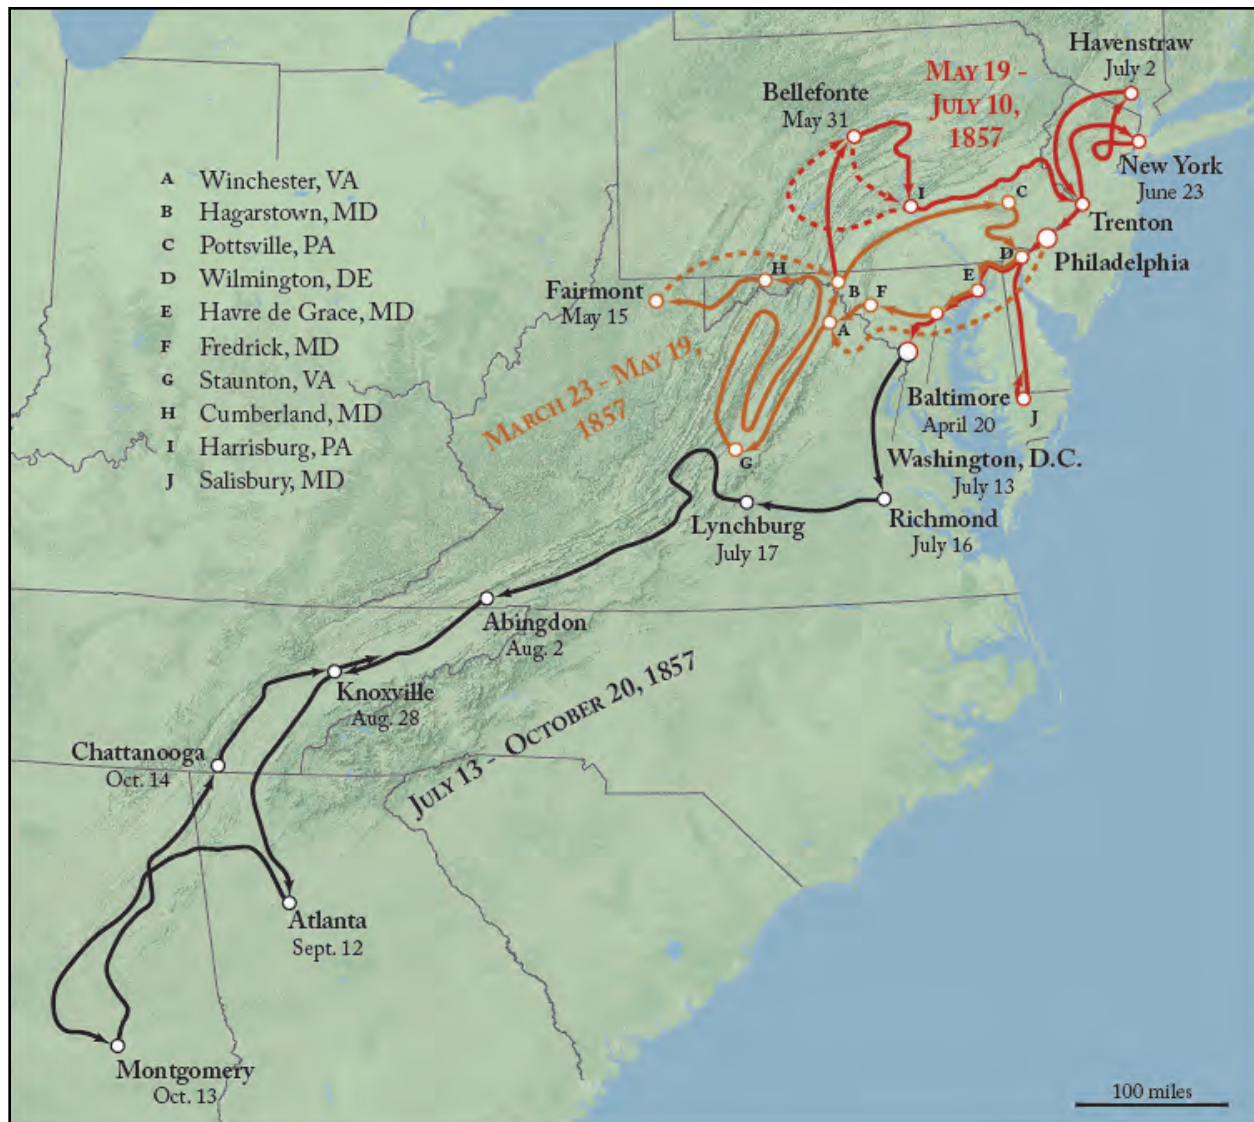 Havenstraw
July 2
May 19 -
July 10,
1857
Bellefonte
May 31
New York
June 23
Trenton
Philadelphia
A Winchester, VA
B Hagarstown, MD
C Pottsville, PA
D Wilmington, DE
E Havre de Grace, MD
F Fredrick, MD
G Staunton, VA
H Cumberland, MD
I Harrisburg, PA
J Salisbury, MD
I
C
D
E
H
B
F
A
G
J
Fairmont
May 15
March 23 - May 19,
1857
Baltimore
April 20
Washington, D.C.
July 13
Richmond
July 16
Lynchburg
July 17
Abingdon
Aug. 2
Knoxville
Aug. 28
July 13 - October 20, 1857
Chattanooga
Oct. 14
Atlanta
Sept. 12
Montgomery
Oct. 13
100 miles